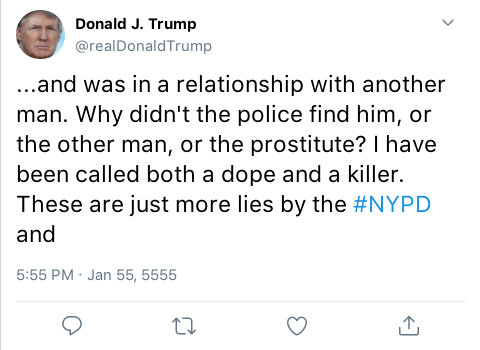 Donald J. Trump
@realDonaldTrump
...and was in a relationship with another
man. Why didn't the police find him, or
the other man, or the prostitute? I have
been called both a dope and a killer.
These are just more lies by the #NYPD
and
5:55 PM · Jan 55, 5555